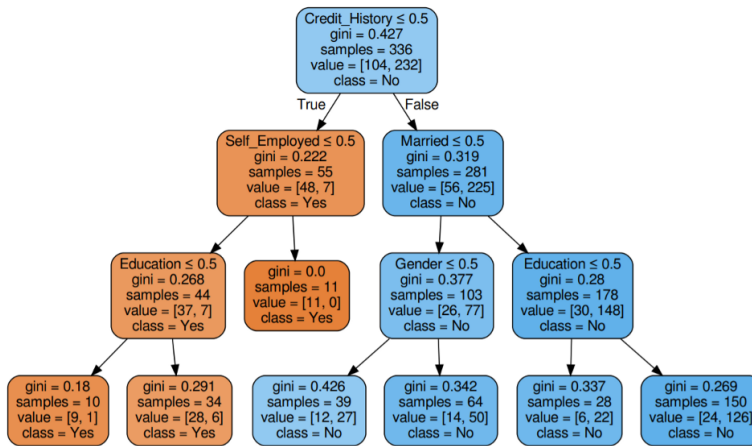 Credit_History ≤ 0.5
gini = 0.427
samples = 336
value = [104, 232]
class = No
True
False
Self_Employed ≤ 0.5
gini = 0.222
samples = 55
value = [48, 7]
class = Yes
Married ≤ 0.5
gini = 0.319
samples = 281
value = [56, 225]
class = No
Education ≤ 0.5
gini = 0.268
samples = 44
value = [37, 7]
class = Yes
gini = 0.0
samples = 11
value = [11, 0]
class = Yes
Gender ≤ 0.5
gini = 0.377
samples = 103
value = [26, 77]
class = No
Education ≤ 0.5
gini = 0.28
samples = 178
value = [30, 148]
class = No
gini = 0.18
samples = 10
value = [9, 1]
class = Yes
gini = 0.291
samples = 34
value = [28, 6]
class = Yes
gini = 0.426
samples = 39
value = [12, 27]
class = No
gini = 0.342
samples = 64
value = [14, 50]
class = No
gini = 0.337
samples = 28
value = [6, 22]
class = No
gini = 0.269
samples = 150
value = [24, 126]
class = No